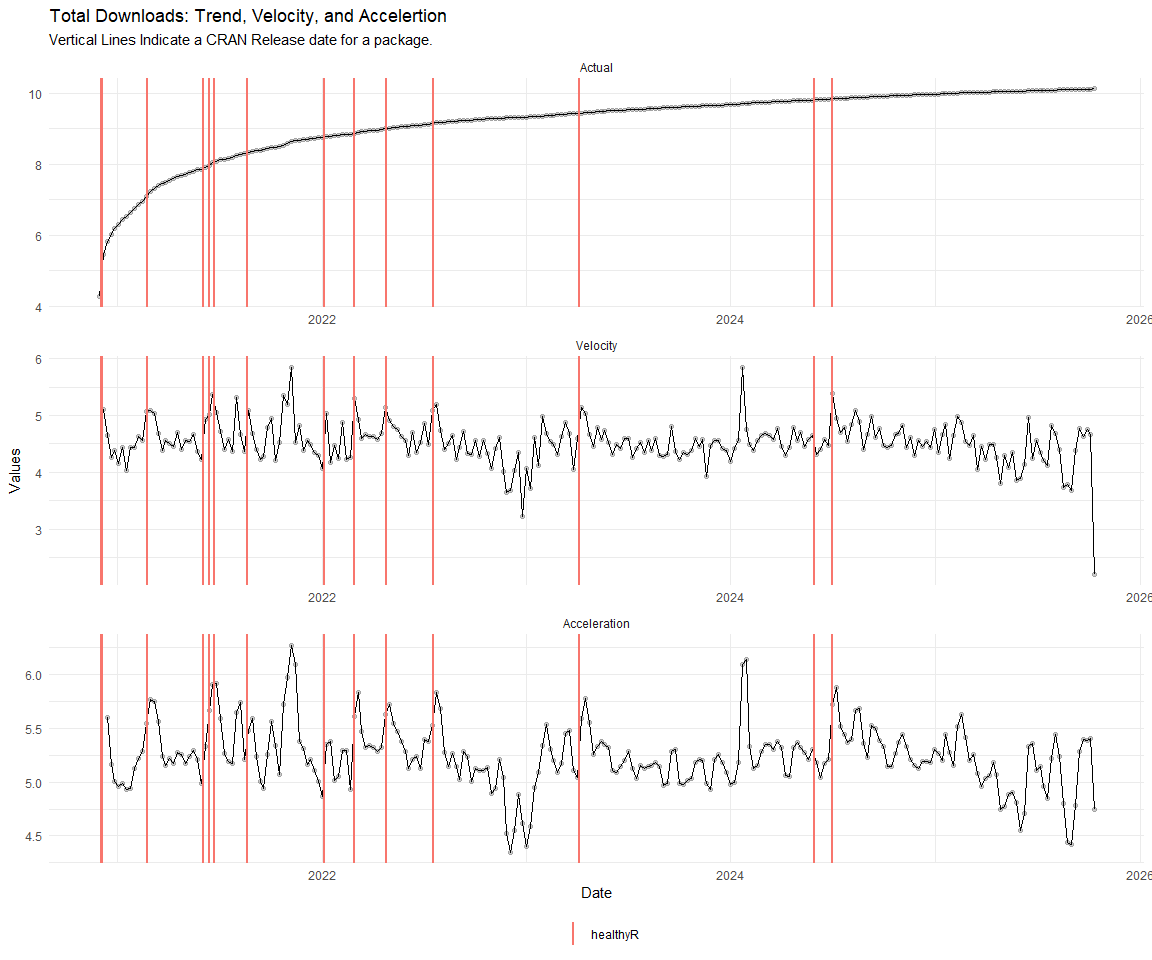 Total Downloads: Trend, Velocity, and Accelertion
Vertical Lines Indicate a CRAN Release date for a package.
Actual
10
8
6
4
2022
2024
2026
Velocity
6
5
4
3
2022
2024
2026
Acceleration
6.0
5.5
5.0
4.5
2022
2024
2026
Values
Date
healthyR